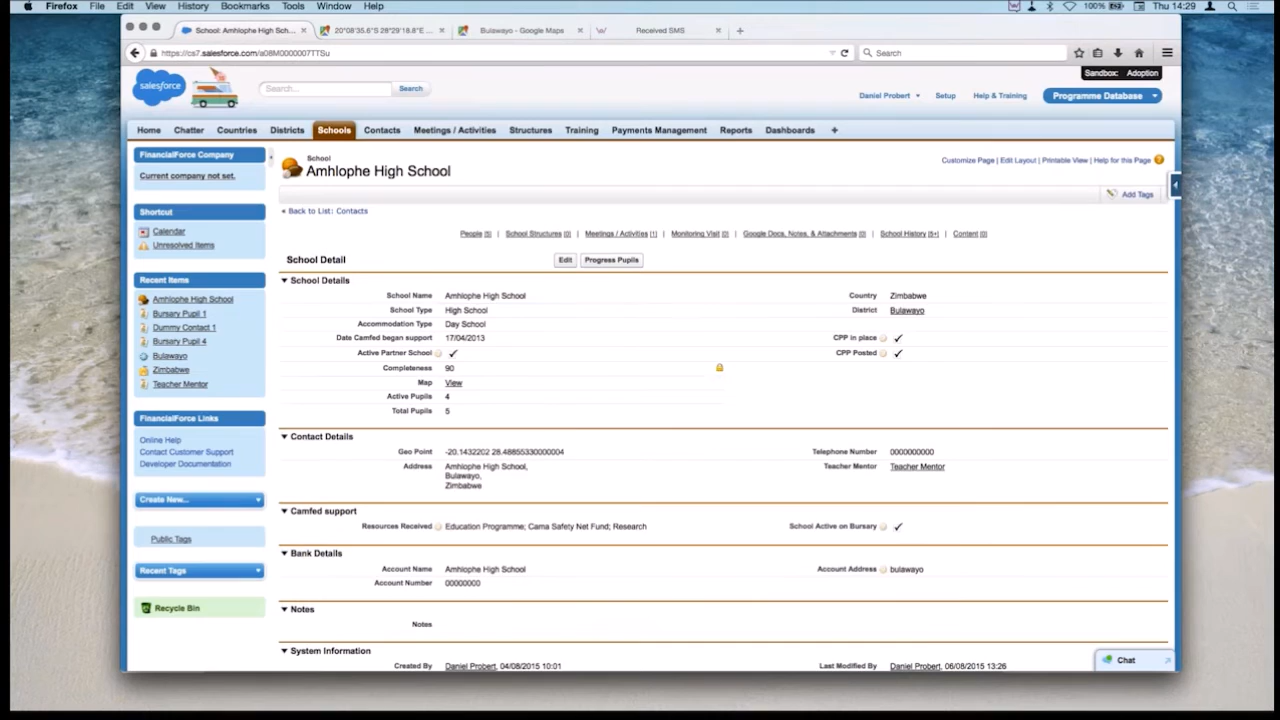 Firefox File Edit View History Bookmarks Tools Window Help 100% Thu 14:29
School: Amhlophe High Sch... 20°08'35.6"S 28°29'18.8"E ... Bulawayo - Google Maps Received SMS
https://cs7.salesforce.com/a08M0000007TTSu Search
Sandbox: Adoption
salesforce Search... Search Daniel Probert Setup Help & Training Programme Database
Home Chatter Countries Districts Schools Contacts Meetings / Activities Structures Training Payments Management Reports Dashboards +
FinancialForce Company
Current company not set.
Shortcut
Calendar
Unresolved Items
Recent Items
Amhlophe High School
Bursary Pupil 1
Dummy Contact 1
Bursary Pupil 4
Bulawayo
Zimbabwe
Teacher Mentor
FinancialForce Links
Online Help
Contact Customer Support
Developer Documentation
Create New...
Public Tags
Recent Tags
Recycle Bin
School
Amhlophe High School
Customize Page | Edit Layout | Printable View | Help for this Page
Add Tags
« Back to List: Contacts
People [5] | School Structures [0] | Meetings / Activities [1] | Monitoring Visit [0] | Google Docs, Notes, & Attachments [0] | School History [5+] | Content [0]
School Detail Edit Progress Pupils
School Details
School Name Amhlophe High School Country Zimbabwe
School Type High School District Bulawayo
Accommodation Type Day School
Date Camfed began support 17/04/2013 CPP in place
Active Partner School CPP Posted
Completeness 90
Map View
Active Pupils 4
Total Pupils 5
Contact Details
Geo Point -20.1432202 28.48855330000004 Telephone Number 0000000000
Address Amhlophe High School, Teacher Mentor Teacher Mentor
Bulawayo,
Zimbabwe
Camfed support
Resources Received Education Programme; Cama Safety Net Fund; Research School Active on Bursary
Bank Details
Account Name Amhlophe High School Account Address bulawayo
Account Number 00000000
Notes
Notes
System Information
Created By Daniel Probert, 04/08/2015 10:01 Last Modified By Daniel Probert, 06/08/2015 13:26
Chat